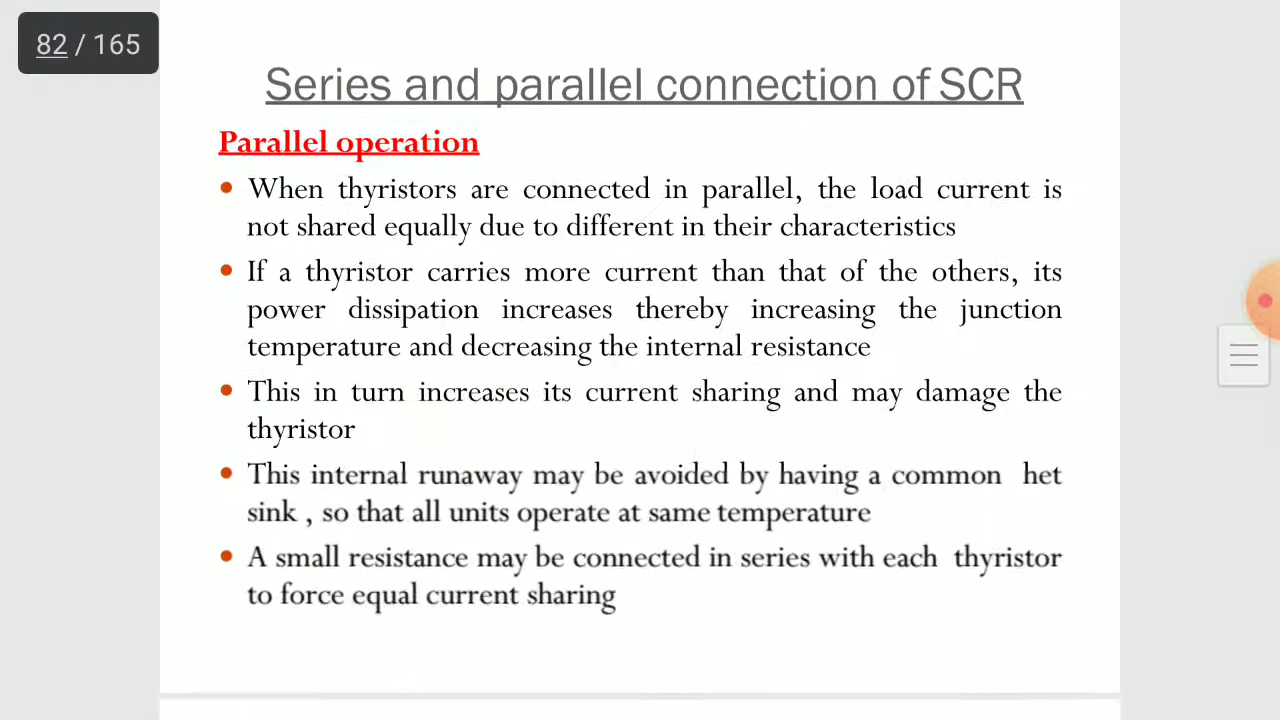 82 / 165
Series and parallel connection of SCR
Parallel operation
• When thyristors are connected in parallel, the load current is
not shared equally due to different in their characteristics
• If a thyristor carries more current than that of the others, its
power dissipation increases thereby increasing the junction
temperature and decreasing the internal resistance
• This in turn increases its current sharing and may damage the
thyristor
• This internal runaway may be avoided by having a common het
sink , so that all units operate at same temperature
• A small resistance may be connected in series with each thyristor
to force equal current sharing